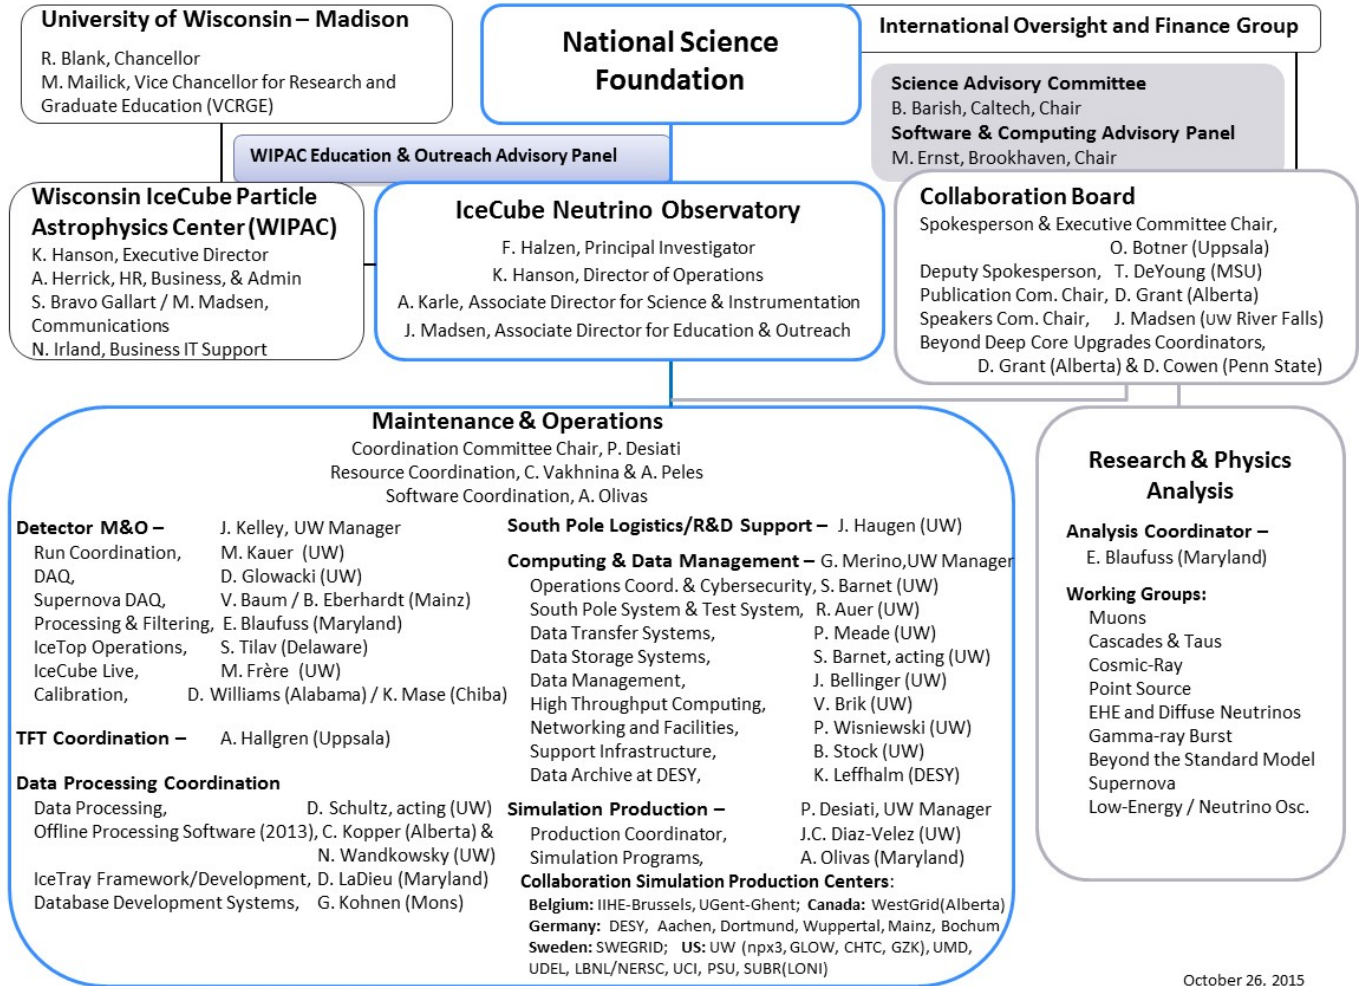 University of Wisconsin – Madison
R. Blank, Chancellor
M. Mailick, Vice Chancellor for Research and
Graduate Education (VCRGE)
National Science
Foundation
International Oversight and Finance Group
Science Advisory Committee
B. Barish, Caltech, Chair
Software & Computing Advisory Panel
M. Ernst, Brookhaven, Chair
WIPAC Education & Outreach Advisory Panel
Wisconsin IceCube Particle
Astrophysics Center (WIPAC)
K. Hanson, Executive Director
A. Herrick, HR, Business, & Admin
S. Bravo Gallart / M. Madsen,
Communications
N. Irland, Business IT Support
IceCube Neutrino Observatory
F. Halzen, Principal Investigator
K. Hanson, Director of Operations
A. Karle, Associate Director for Science & Instrumentation
J. Madsen, Associate Director for Education & Outreach
Collaboration Board
Spokesperson & Executive Committee Chair,
O. Botner (Uppsala)
Deputy Spokesperson, T. DeYoung (MSU)
Publication Com. Chair, D. Grant (Alberta)
Speakers Com. Chair, J. Madsen (UW River Falls)
Beyond Deep Core Upgrades Coordinators,
D. Grant (Alberta) & D. Cowen (Penn State)
Maintenance & Operations
Coordination Committee Chair, P. Desiati
Resource Coordination, C. Vakhnina & A. Peles
Software Coordination, A. Olivas
Detector M&O – J. Kelley, UW Manager
Run Coordination, M. Kauer (UW)
DAQ, D. Glowacki (UW)
Supernova DAQ, V. Baum / B. Eberhardt (Mainz)
Processing & Filtering, E. Blaufuss (Maryland)
IceTop Operations, S. Tilav (Delaware)
IceCube Live, M. Frère (UW)
Calibration, D. Williams (Alabama) / K. Mase (Chiba)
TFT Coordination – A. Hallgren (Uppsala)
Data Processing Coordination
Data Processing, D. Schultz, acting (UW)
Offline Processing Software (2013), C. Kopper (Alberta) &
N. Wandkowsky (UW)
IceTray Framework/Development, D. LaDieu (Maryland)
Database Development Systems, G. Kohnen (Mons)
South Pole Logistics/R&D Support – J. Haugen (UW)
Computing & Data Management – G. Merino,UW Manager
Operations Coord. & Cybersecurity, S. Barnet (UW)
South Pole System & Test System, R. Auer (UW)
Data Transfer Systems, P. Meade (UW)
Data Storage Systems, S. Barnet, acting (UW)
Data Management, J. Bellinger (UW)
High Throughput Computing, V. Brik (UW)
Networking and Facilities, P. Wisniewski (UW)
Support Infrastructure, B. Stock (UW)
Data Archive at DESY, K. Leffhalm (DESY)
Simulation Production – P. Desiati, UW Manager
Production Coordinator, J.C. Diaz-Velez (UW)
Simulation Programs, A. Olivas (Maryland)
Collaboration Simulation Production Centers:
Belgium: IIHE-Brussels, UGent-Ghent; Canada: WestGrid(Alberta)
Germany: DESY, Aachen, Dortmund, Wuppertal, Mainz, Bochum
Sweden: SWEGRID; US: UW (npx3, GLOW, CHTC, GZK), UMD,
UDEL, LBNL/NERSC, UCI, PSU, SUBR(LONI)
Research & Physics
Analysis
Analysis Coordinator –
E. Blaufuss (Maryland)
Working Groups:
Muons
Cascades & Taus
Cosmic-Ray
Point Source
EHE and Diffuse Neutrinos
Gamma-ray Burst
Beyond the Standard Model
Supernova
Low-Energy / Neutrino Osc.
October 26, 2015